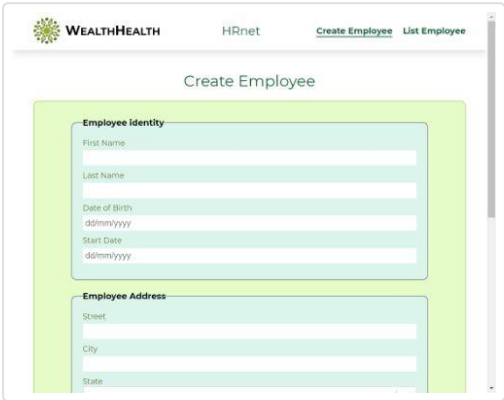 WEALTHHEALTH HRnet Create Employee List Employee
Create Employee
Employee identity
First Name
Last Name
Date of Birth
dd/mm/yyyy
Start Date
dd/mm/yyyy
Employee Address
Street
City
State